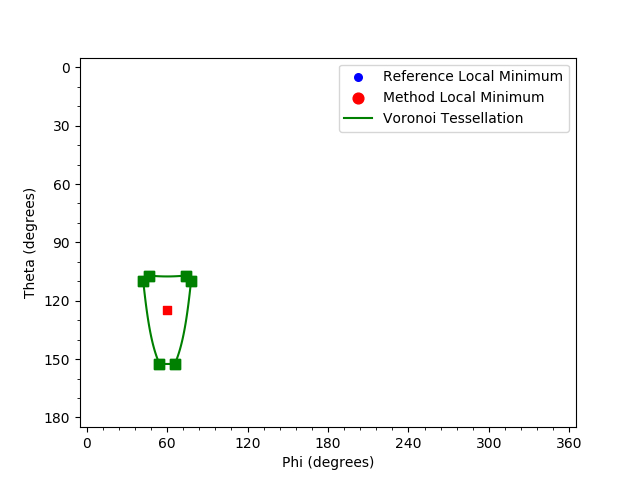 Reference Local Minimum
Method Local Minimum
Voronoi Tessellation
Theta (degrees)
0
30
60
90
120
150
180
0 60 120 180 240 300 360
Phi (degrees)